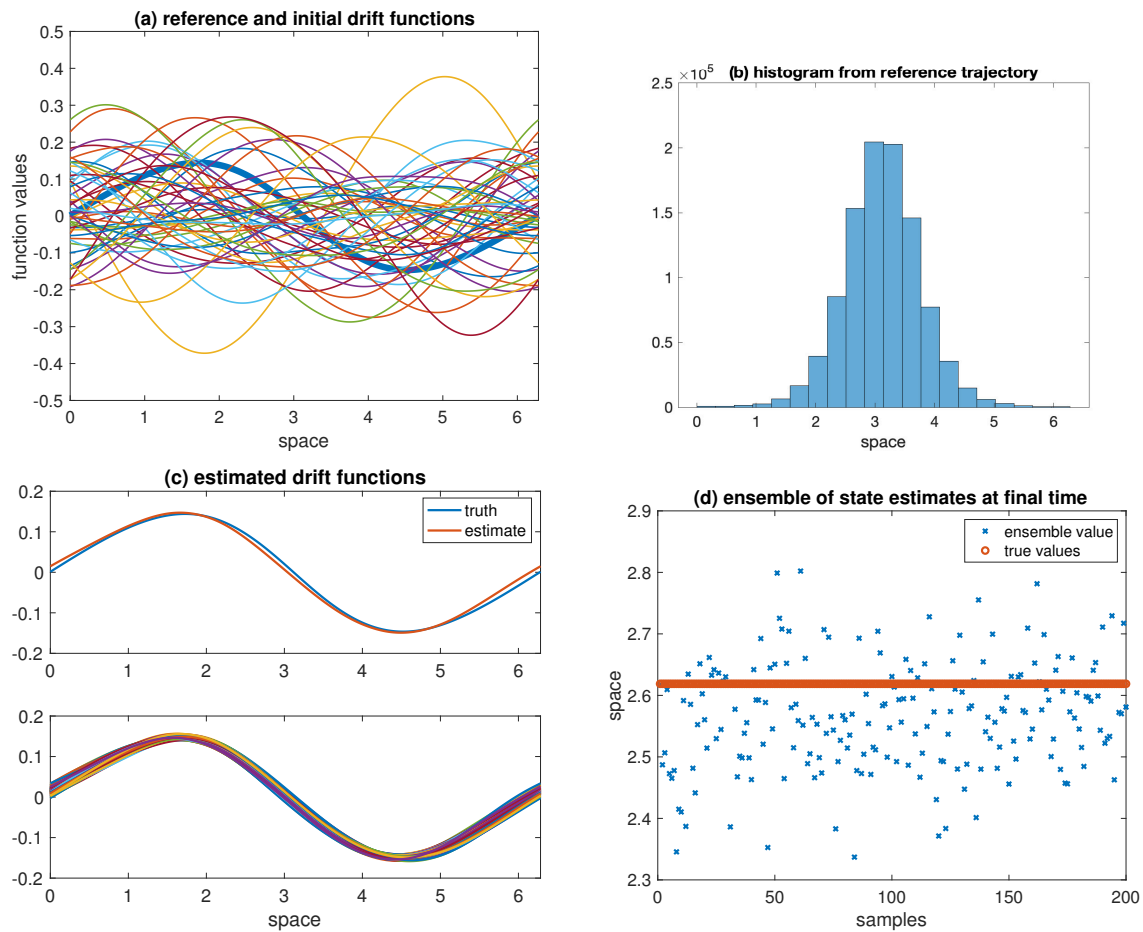 (a) reference and initial drift functions
0.5
0.4
0.3
0.2
0.1
0
-0.1
-0.2
-0.3
-0.4
-0.5
function values
0 1 2 3 4 5 6
space
(b) histogram from reference trajectory
×10⁵
2.5
2
1.5
1
0.5
0
0 1 2 3 4 5 6
space
(c) estimated drift functions
0.2
0.1
0
-0.1
-0.2
truth
estimate
0 1 2 3 4 5 6
0.2
0.1
0
-0.1
-0.2
0 1 2 3 4 5 6
space
(d) ensemble of state estimates at final time
2.9
2.8
2.7
2.6
2.5
2.4
2.3
space
ensemble value
true values
0 50 100 150 200
samples